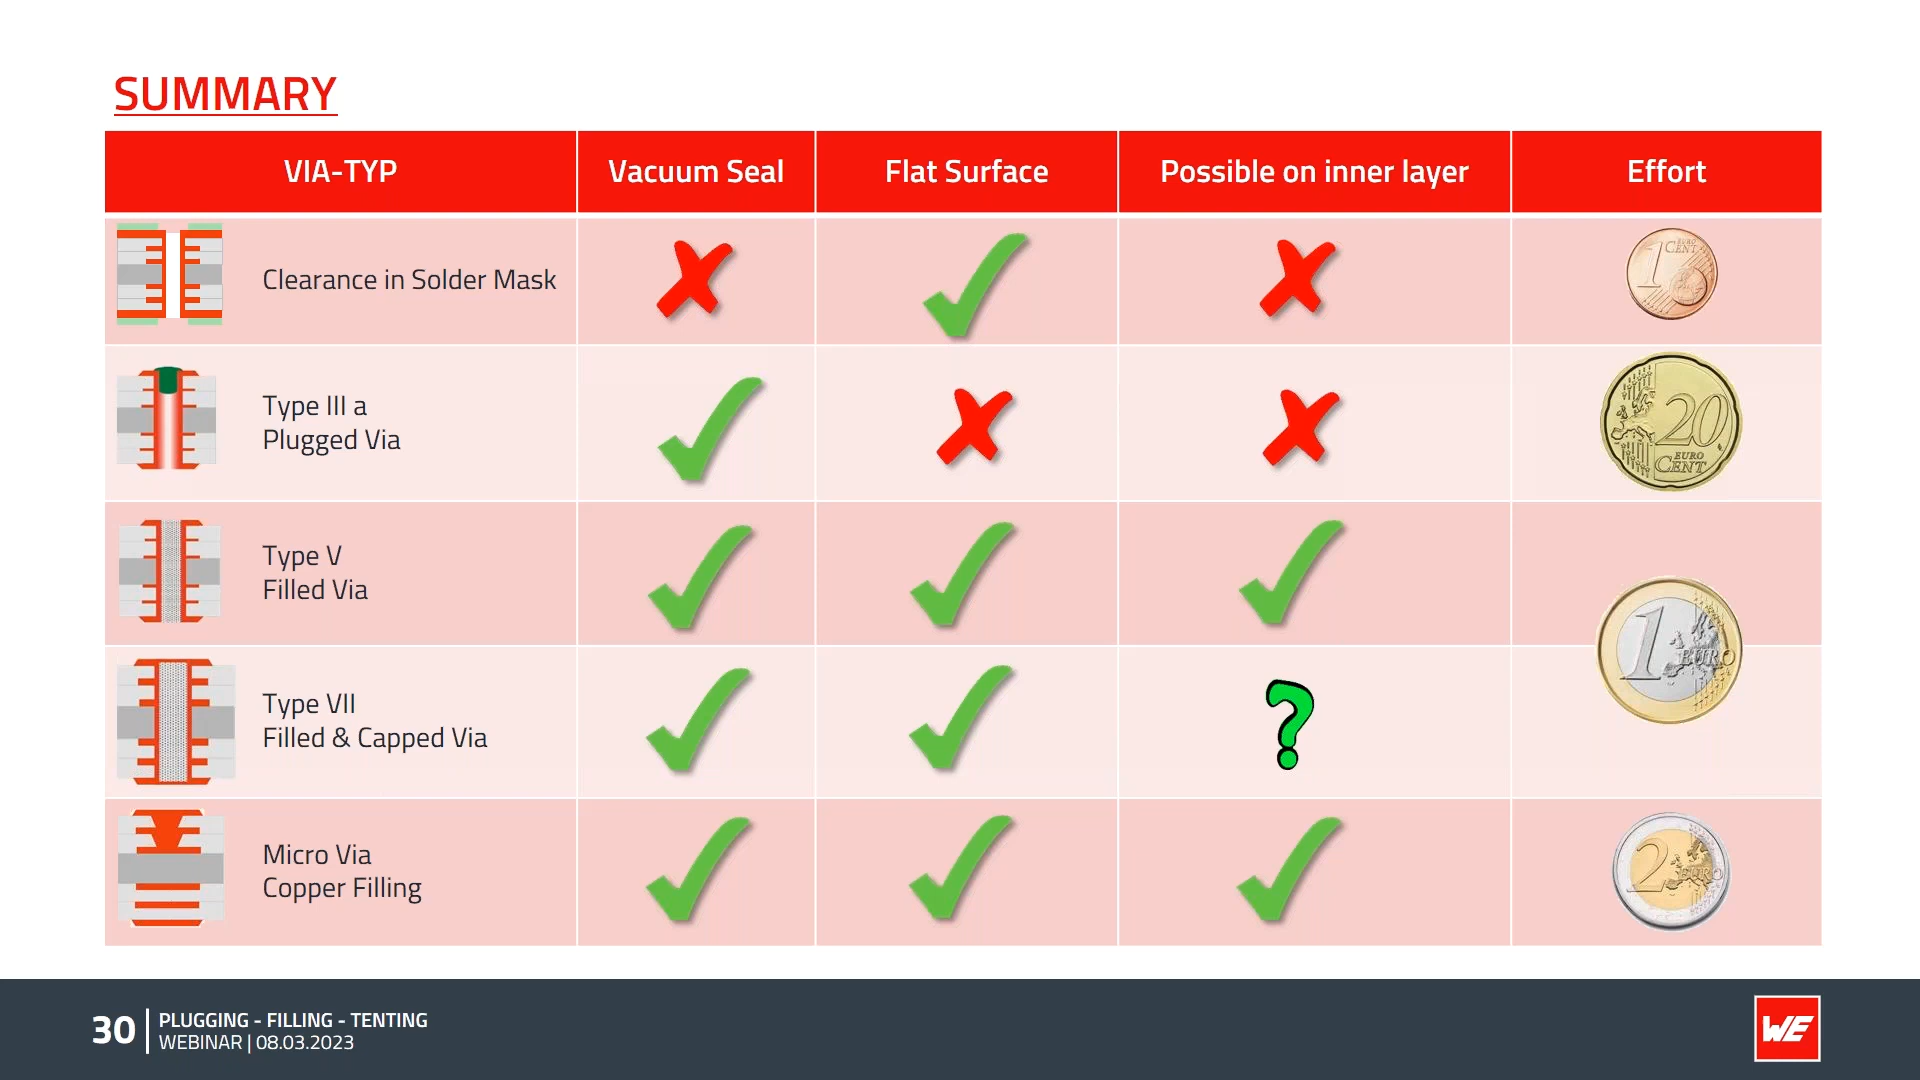 SUMMARY
VIA-TYP
Vacuum Seal
Flat Surface
Possible on inner layer
Effort
Clearance in Solder Mask
1 EURO CENT
Type III a
Plugged Via
20 EURO CENT
Type V
Filled Via
1 EURO
Type VII
Filled & Capped Via
?
Micro Via
Copper Filling
2 EURO
30
PLUGGING - FILLING - TENTING
WEBINAR | 08.03.2023
WE